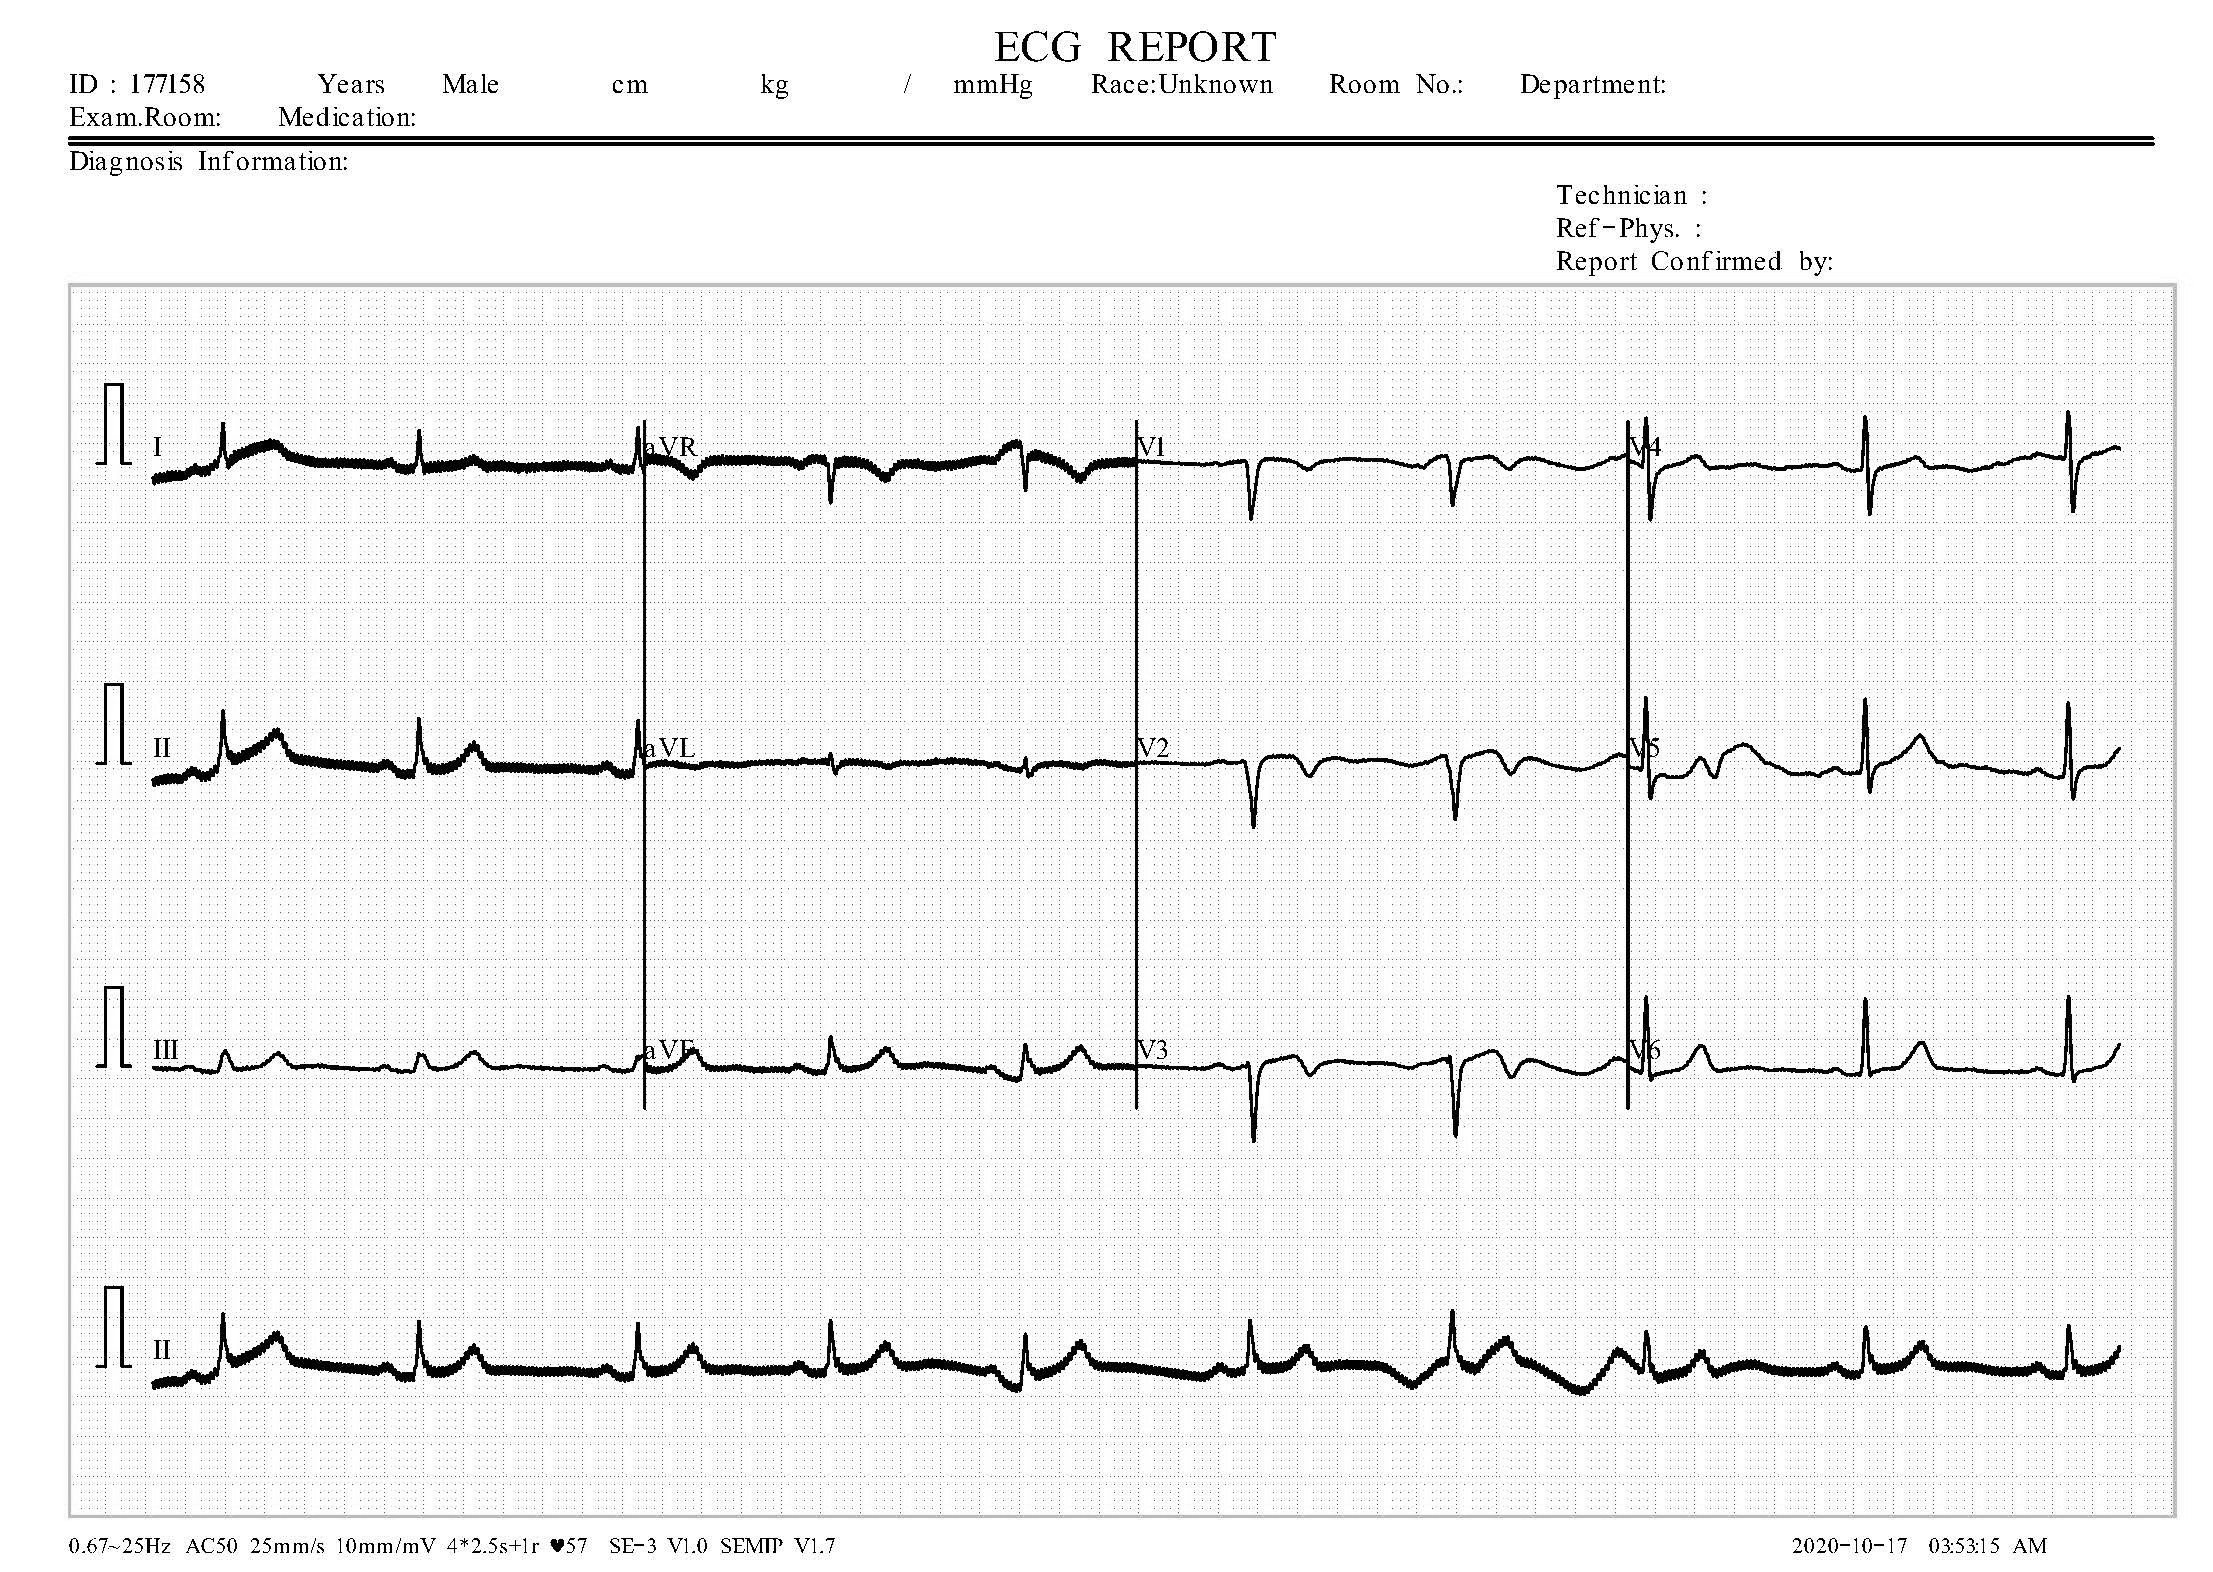 ECG REPORT
ID : 177158 Years Male cm kg / mmHg Race:Unknown Room No.: Department:
Exam.Room: Medication:
Diagnosis Information:
Technician :
Ref-Phys. :
Report Confirmed by:
I aVR V1 V4
II aVL V2 V5
III aVF V3 V6
II
0.67~25Hz AC50 25mm/s 10mm/mV 4*2.5s+1r ♥57 SE-3 V1.0 SEMIP V1.7 2020-10-17 03:53:15 AM